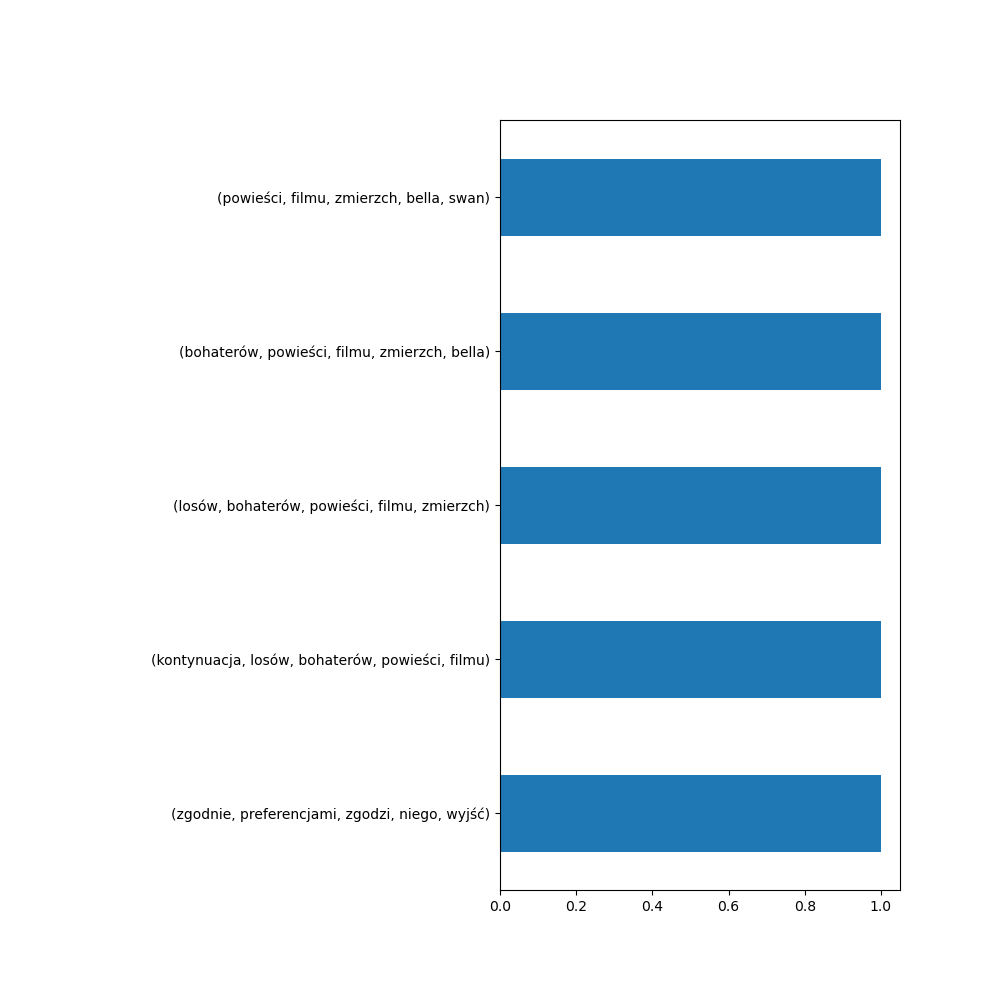 (powieści, filmu, zmierzch, bella, swan)
(bohaterów, powieści, filmu, zmierzch, bella)
(losów, bohaterów, powieści, filmu, zmierzch)
(kontynuacja, losów, bohaterów, powieści, filmu)
(zgodnie, preferencjami, zgodzi, niego, wyjść)
0.0 0.2 0.4 0.6 0.8 1.0